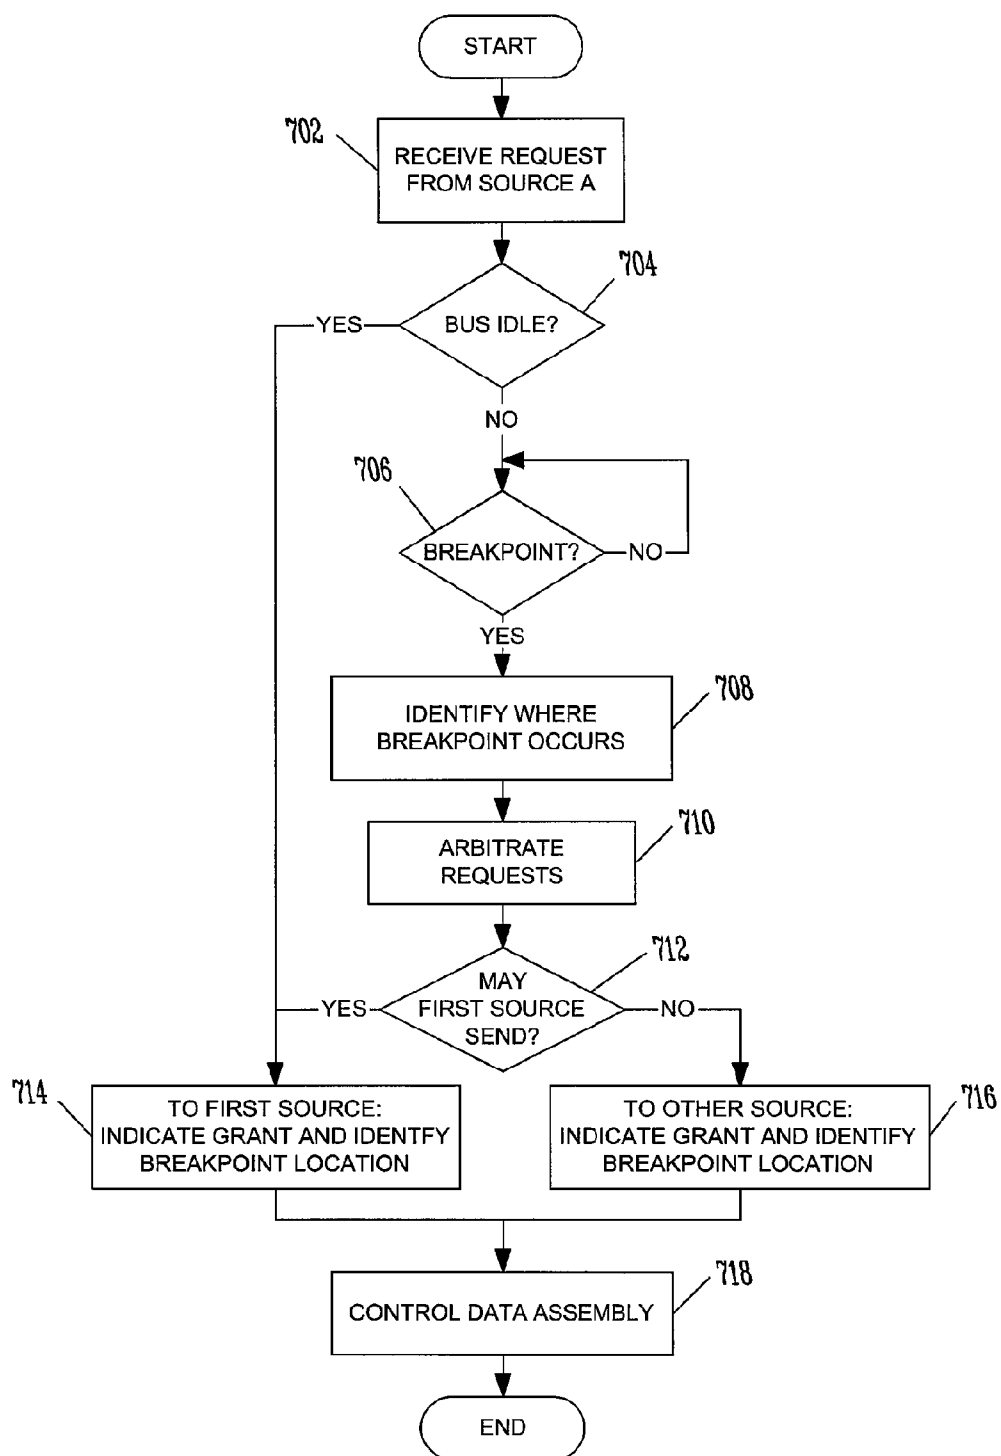 START
702
RECEIVE REQUEST
FROM SOURCE A
704
YES
BUS IDLE?
NO
706
BREAKPOINT?
NO
YES
708
IDENTIFY WHERE
BREAKPOINT OCCURS
710
ARBITRATE
REQUESTS
712
MAY
FIRST SOURCE
SEND?
YES
NO
714
TO FIRST SOURCE:
INDICATE GRANT AND IDENTFY
BREAKPOINT LOCATION
716
TO OTHER SOURCE:
INDICATE GRANT AND IDENTIFY
BREAKPOINT LOCATION
718
CONTROL DATA ASSEMBLY
END